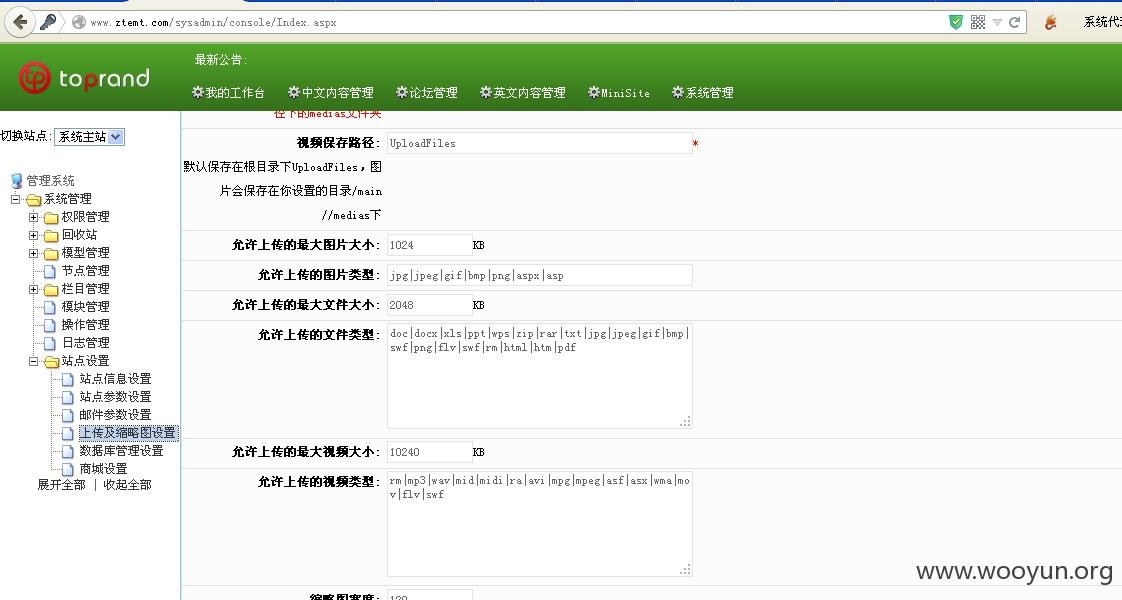 www.ztemt.com/sysadmin/console/Index.aspx
系统代
toprand
最新公告:
我的工作台 中文内容管理 论坛管理 英文内容管理 MiniSite 系统管理
切换站点: 系统主站
管理系统
系统管理
权限管理
回收站
模型管理
节点管理
栏目管理
模块管理
操作管理
日志管理
站点设置
站点信息设置
站点参数设置
邮件参数设置
上传及缩略图设置
数据库管理设置
商城设置
展开全部 | 收起全部
径下的medias文件夹
视频保存路径: UploadFiles *
默认保存在根目录下UploadFiles，图
片会保存在你设置的目录/main
//medias下
允许上传的最大图片大小: 1024 KB
允许上传的图片类型: jpg|jpeg|gif|bmp|png|aspx|asp
允许上传的最大文件大小: 2048 KB
允许上传的文件类型: doc|docx|xls|ppt|wps|zip|rar|txt|jpg|jpeg|gif|bmp|
swf|png|flv|swf|rm|html|htm|pdf
允许上传的最大视频大小: 10240 KB
允许上传的视频类型: rm|mp3|wav|mid|midi|ra|avi|mpg|mpeg|asf|asx|wma|mo
v|flv|swf
缩略图宽度: 120
www.wooyun.org